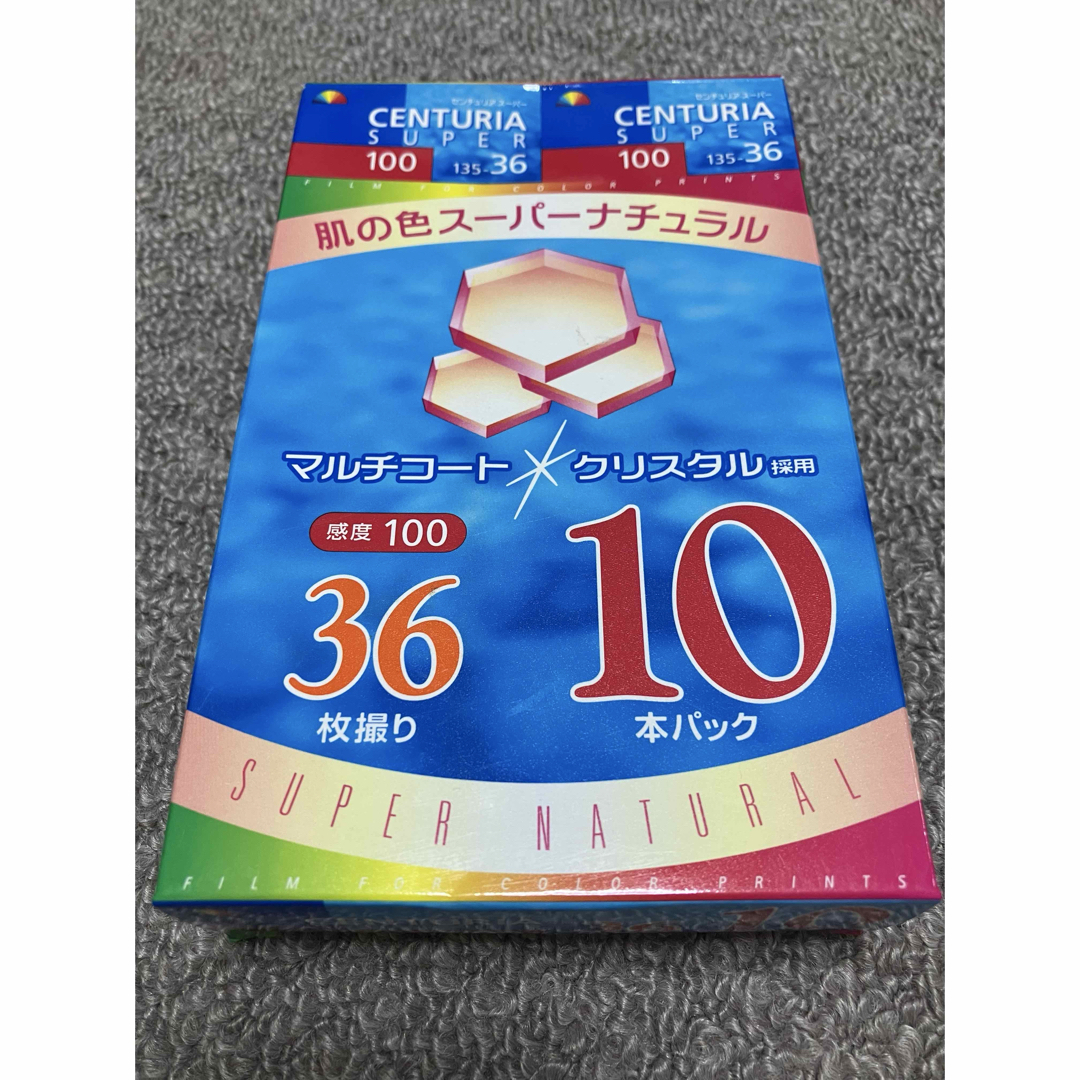 センチュリア スーパー
CENTURIA
SUPER
100
135-36
センチュリア スーパー
CENTURIA
SUPER
100
135-36
FILM FOR COLOR PRINTS
肌の色スーパーナチュラル
マルチコート クリスタル採用
感度 100
36
枚撮り
10
本パック
SUPER NATURAL
FILM FOR COLOR PRINTS
10